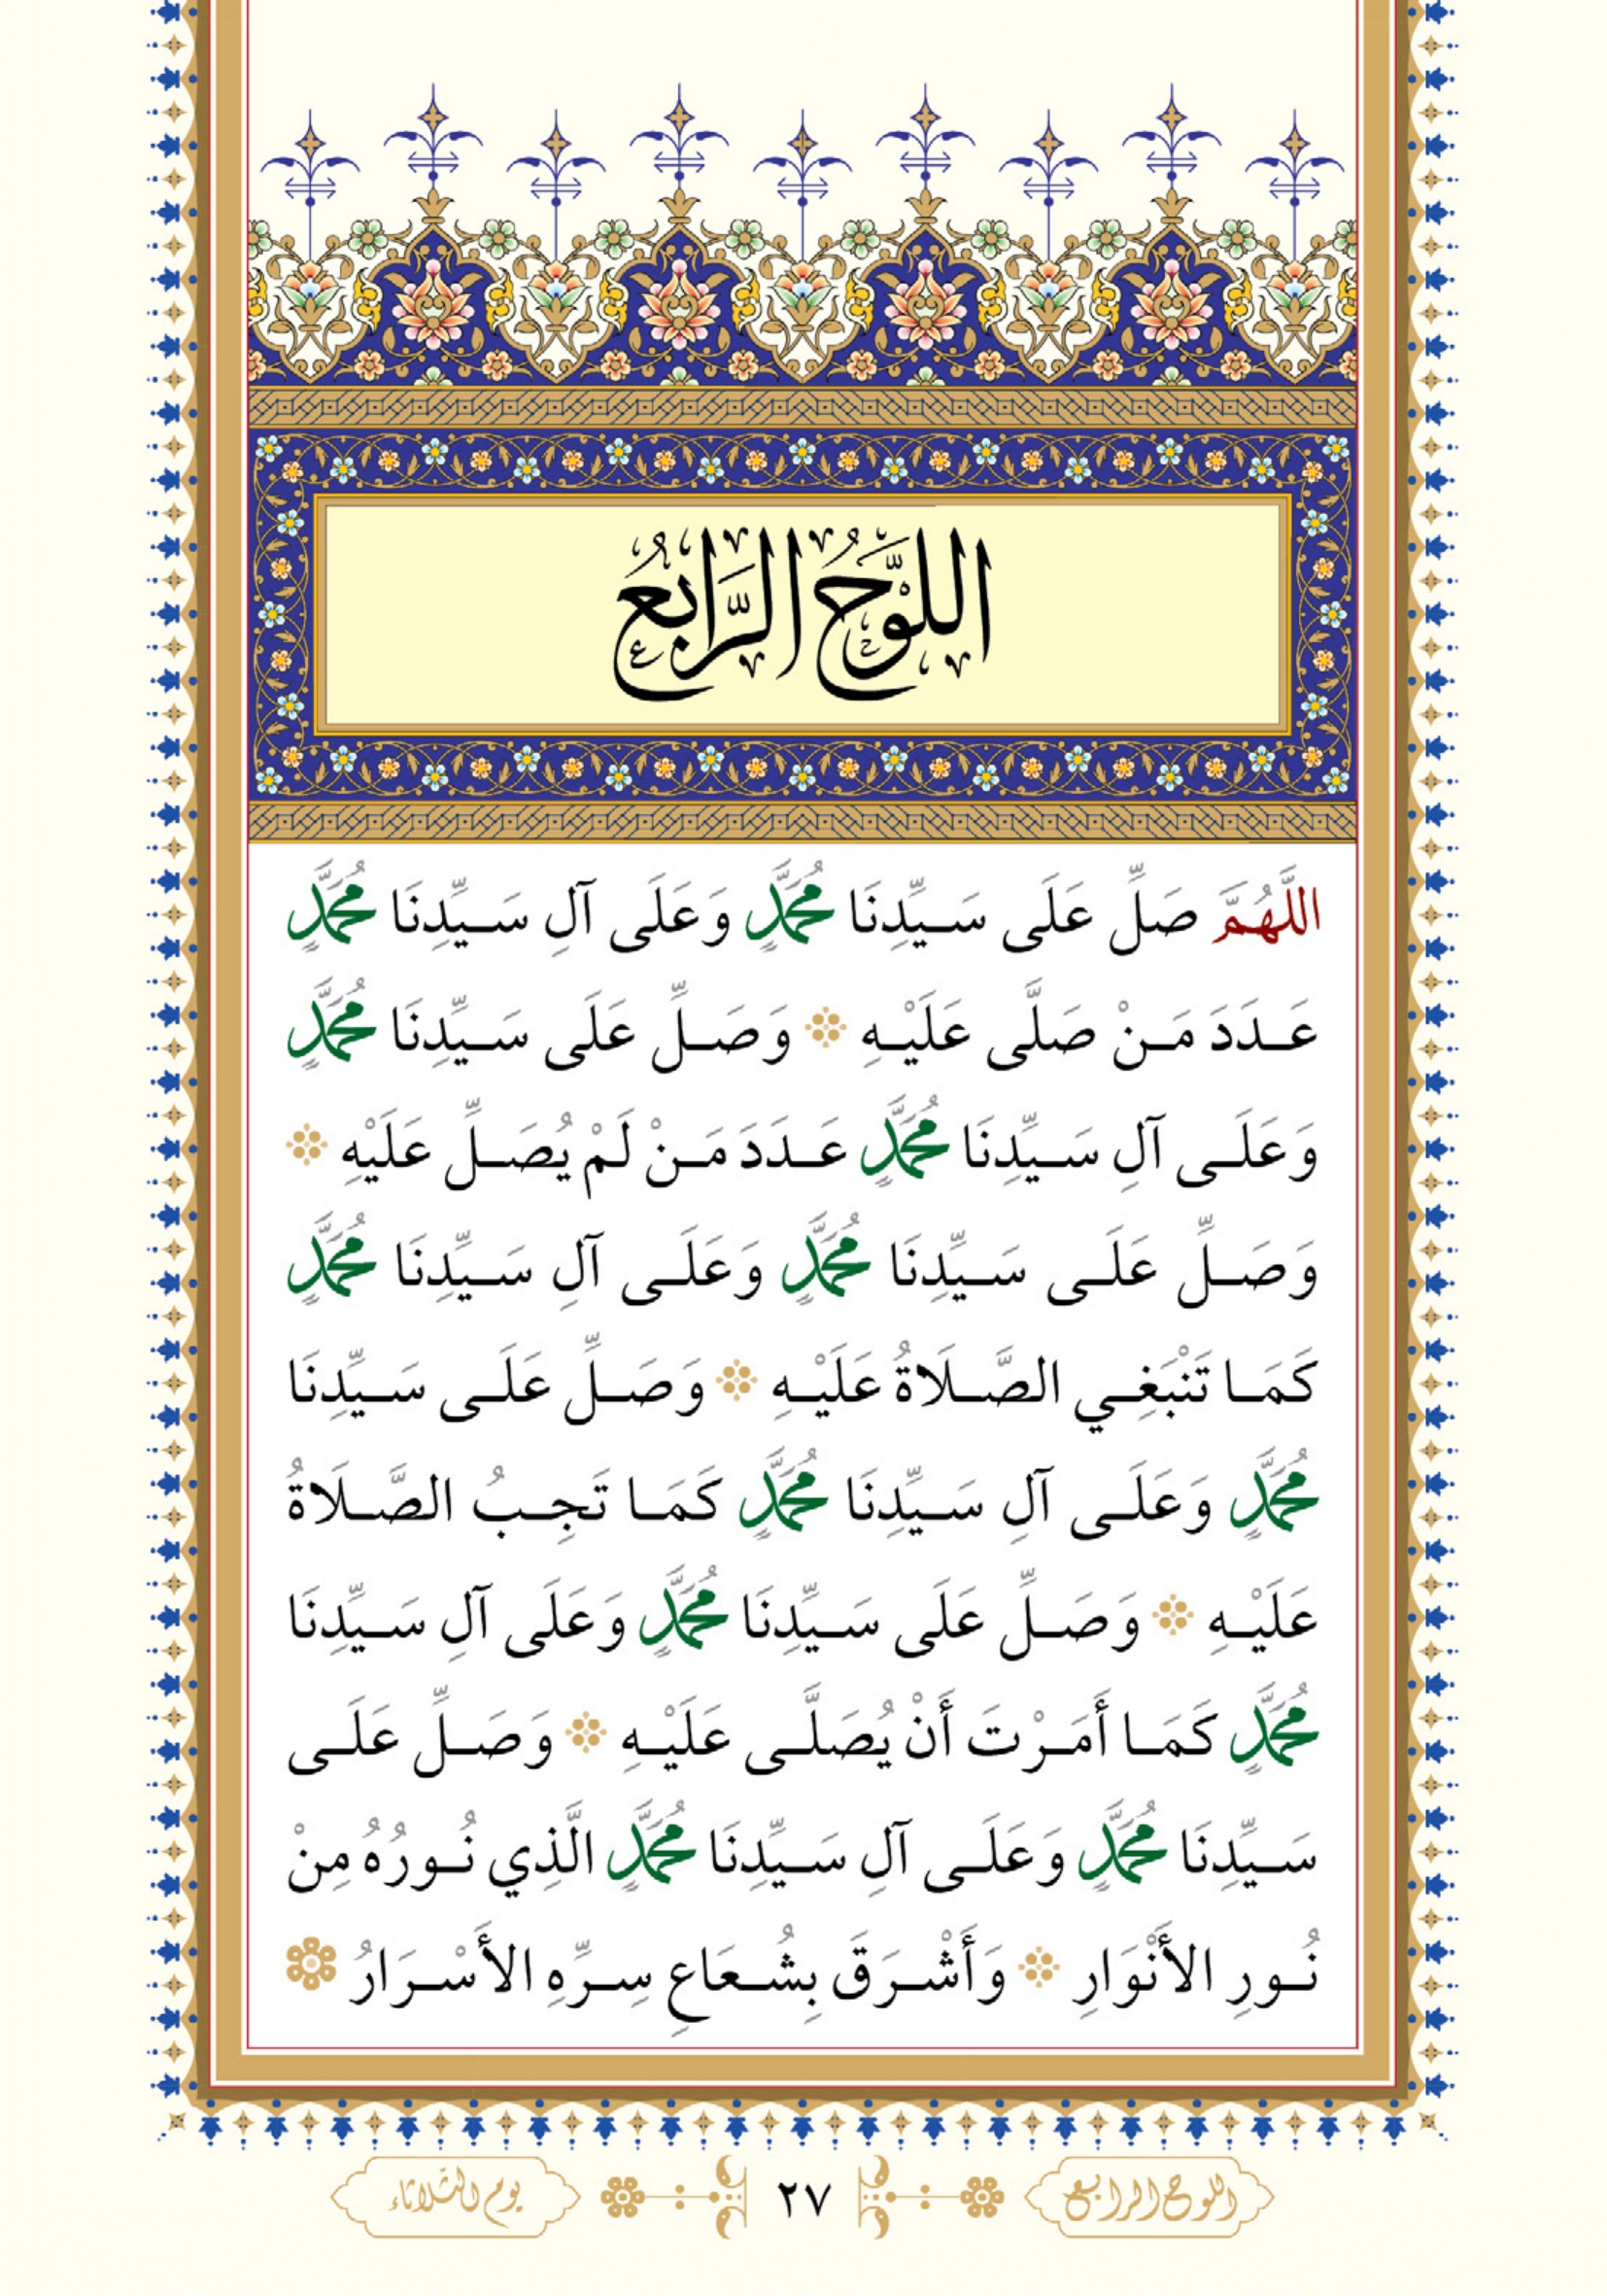 اللَّوْحُ الرَّابِعُ
اللَّهُمَّ صَلِّ عَلَى سَيِّدِنَا مُحَمَّدٍ وَعَلَى آلِ سَيِّدِنَا مُحَمَّدٍ
عَدَدَ مَنْ صَلَّى عَلَيْهِ وَصَلِّ عَلَى سَيِّدِنَا مُحَمَّدٍ
وَعَلَى آلِ سَيِّدِنَا مُحَمَّدٍ عَدَدَ مَنْ لَمْ يُصَلِّ عَلَيْهِ
وَصَلِّ عَلَى سَيِّدِنَا مُحَمَّدٍ وَعَلَى آلِ سَيِّدِنَا مُحَمَّدٍ
كَمَا تَنْبَغِي الصَّلَاةُ عَلَيْهِ وَصَلِّ عَلَى سَيِّدِنَا
مُحَمَّدٍ وَعَلَى آلِ سَيِّدِنَا مُحَمَّدٍ كَمَا تَجِبُ الصَّلَاةُ
عَلَيْهِ وَصَلِّ عَلَى سَيِّدِنَا مُحَمَّدٍ وَعَلَى آلِ سَيِّدِنَا
مُحَمَّدٍ كَمَا أَمَرْتَ أَنْ يُصَلَّى عَلَيْهِ وَصَلِّ عَلَى
سَيِّدِنَا مُحَمَّدٍ وَعَلَى آلِ سَيِّدِنَا مُحَمَّدٍ الَّذِي نُورُهُ مِنْ
نُورِ الأَنْوَارِ وَأَشْرَقَ بِشُعَاعِ سِرِّهِ الأَسْرَارُ
اللوح الرابع ٢٧ يوم الثلاثاء